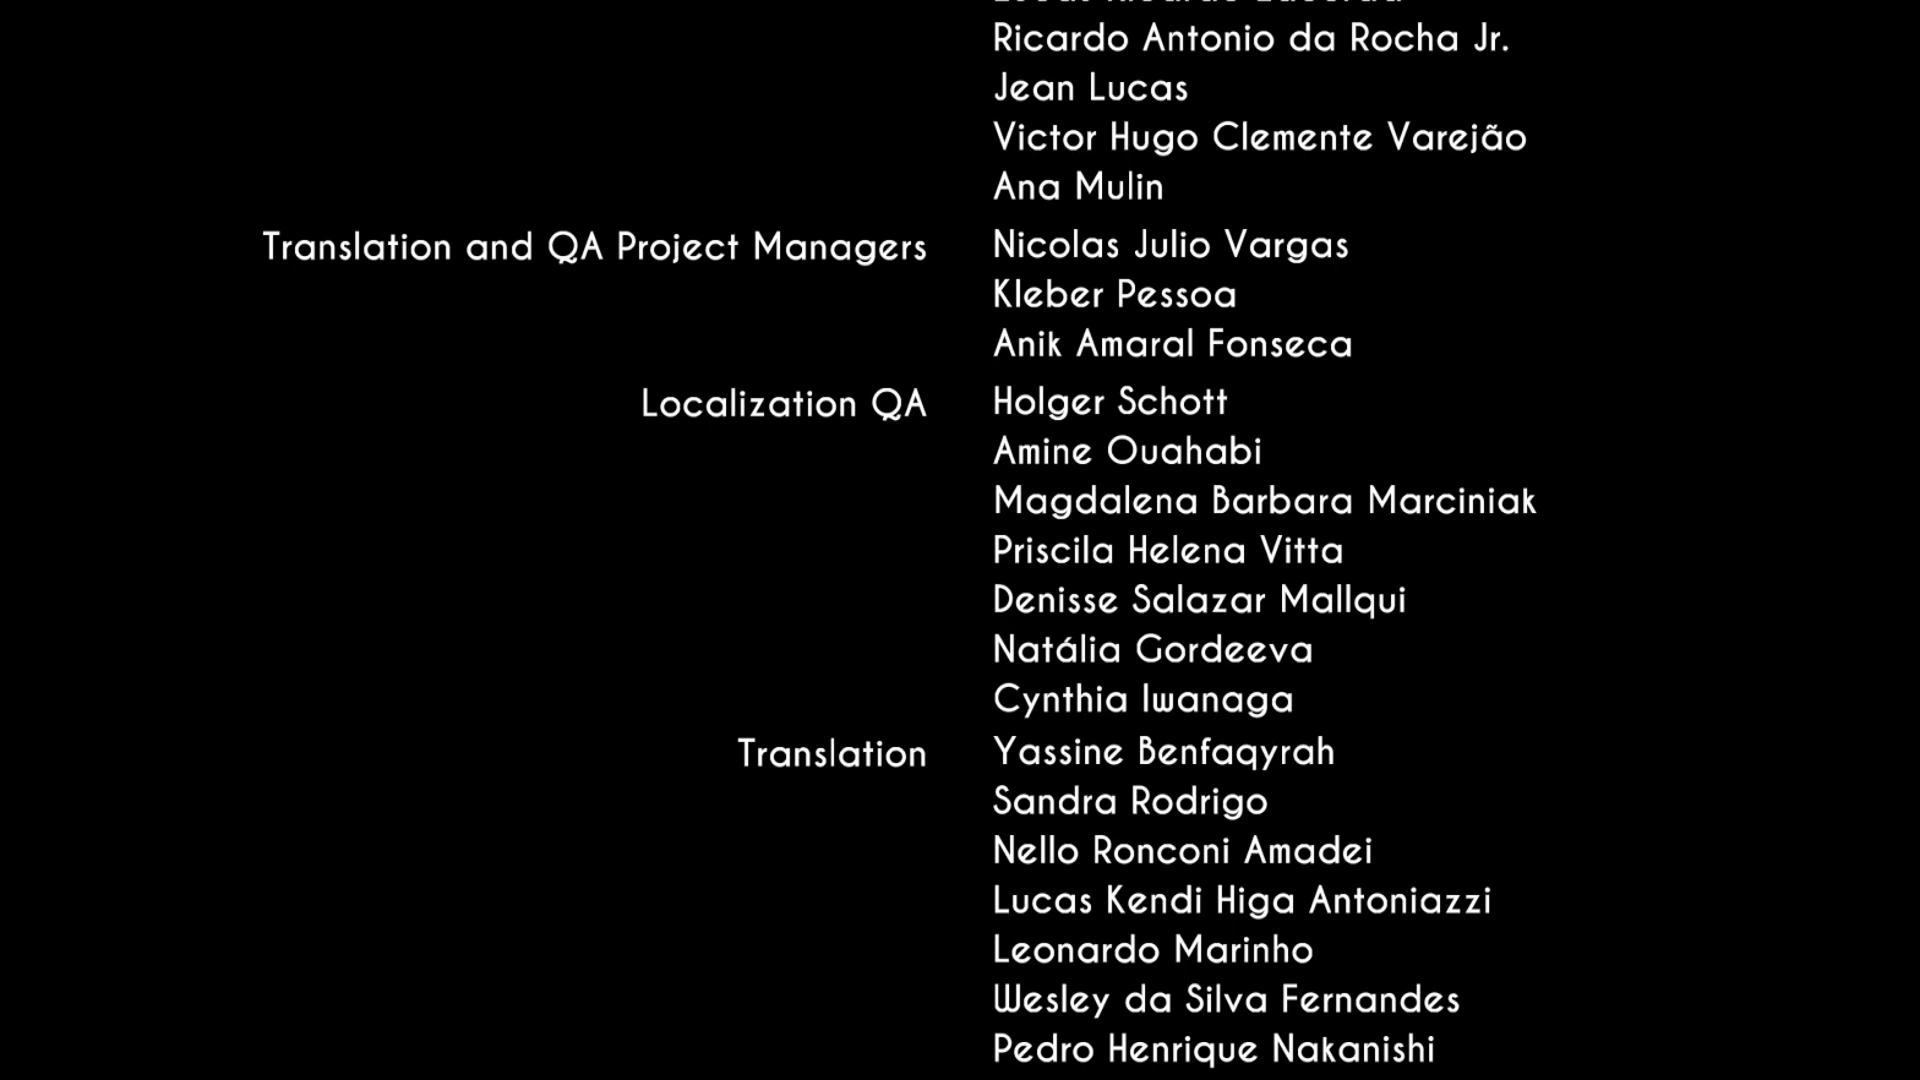 Ricardo Antonio da Rocha Jr.
Jean Lucas
Victor Hugo Clemente Varejão
Ana Mulin
Translation and QA Project Managers Nicolas Julio Vargas
Kleber Pessoa
Anik Amaral Fonseca
Localization QA Holger Schott
Amine Ouahabi
Magdalena Barbara Marciniak
Priscila Helena Vitta
Denisse Salazar Mallqui
Natália Gordeeva
Cynthia Iwanaga
Translation Yassine Benfaqyrah
Sandra Rodrigo
Nello Ronconi Amadei
Lucas Kendi Higa Antoniazzi
Leonardo Marinho
Wesley da Silva Fernandes
Pedro Henrique Nakanishi